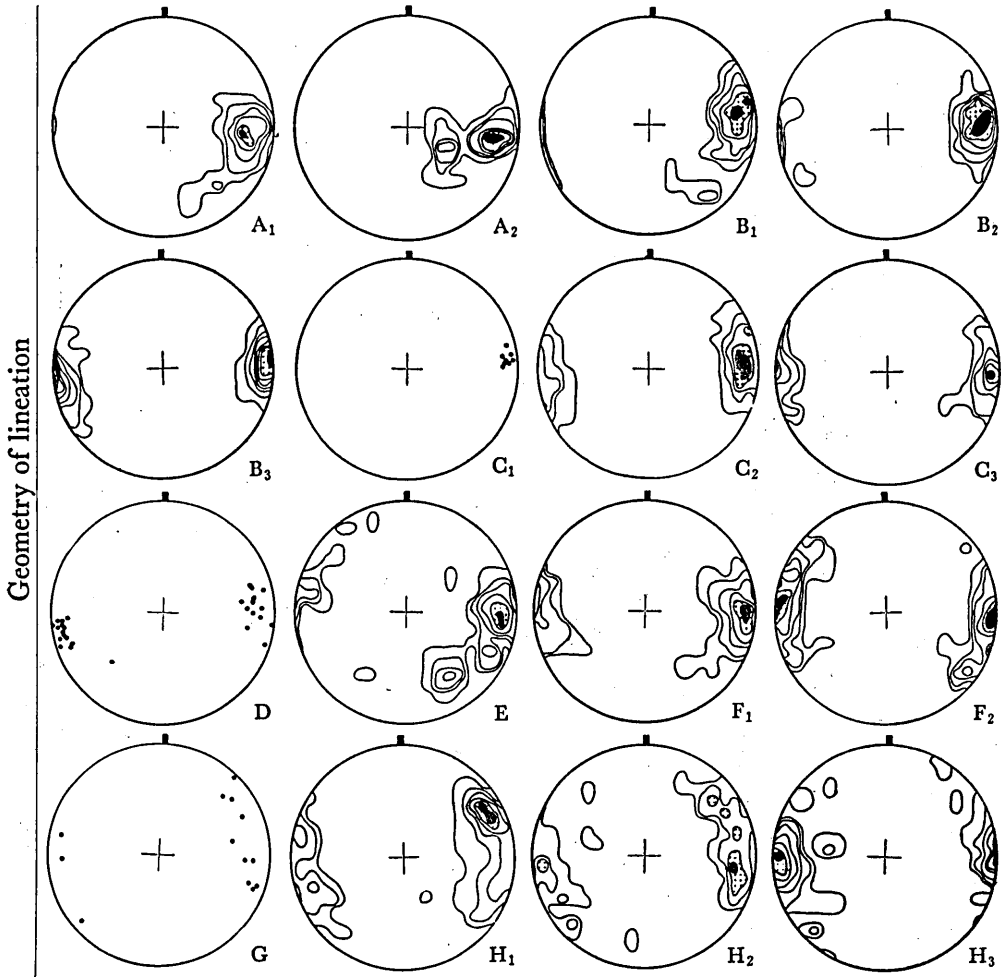 Geometry of lineation
A₁
A₂
B₁
B₂
B₃
C₁
C₂
C₃
D
E
F₁
F₂
G
H₁
H₂
H₃